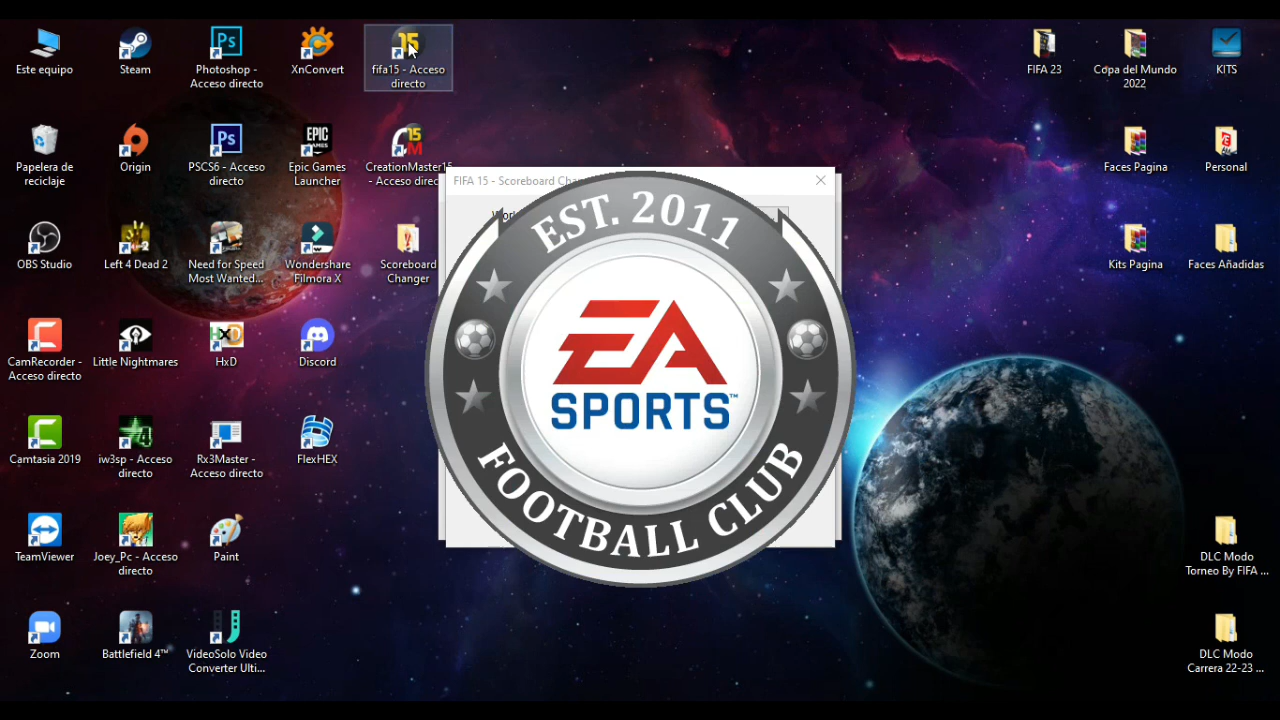 Este equipo
Steam
Photoshop -
Acceso directo
XnConvert
15
fifa15 - Acceso
directo
FIFA 23
Copa del Mundo
2022
KITS
Papelera de
reciclaje
Origin
PSCS6 - Acceso
directo
EPIC
GAMES
Epic Games
Launcher
CreationMaster15
- Acceso direc
Faces Pagina
Personal
FIFA 15 - Scoreboard Chan
EST. 2011
EA
SPORTS™
FOOTBALL CLUB
OBS Studio
Left 4 Dead 2
Need for Speed
Most Wanted...
Wondershare
Filmora X
Scoreboard
Changer
Kits Pagina
Faces Añadidas
CamRecorder -
Acceso directo
Little Nightmares
HxD
Discord
Camtasia 2019
iw3sp - Acceso
directo
Rx3Master -
Acceso directo
FlexHEX
TeamViewer
Joey_Pc - Acceso
directo
Paint
DLC Modo
Torneo By FIFA ...
Zoom
Battlefield 4™
VideoSolo Video
Converter Ulti...
DLC Modo
Carrera 22-23 ...